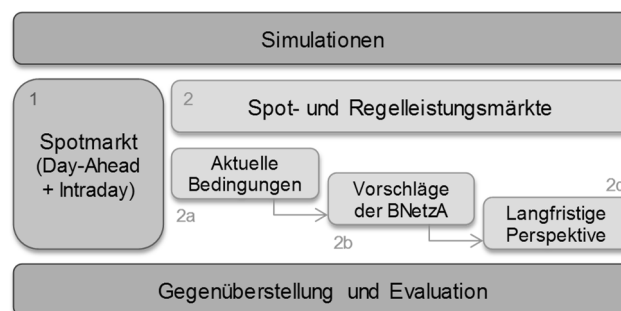 Simulationen
1
Spotmarkt
(Day-Ahead
+ Intraday)
2
Spot- und Regelleistungsmärkte
Aktuelle
Bedingungen
2a
Vorschläge
der BNetzA
2b
Langfristige
Perspektive
Gegenüberstellung und Evaluation